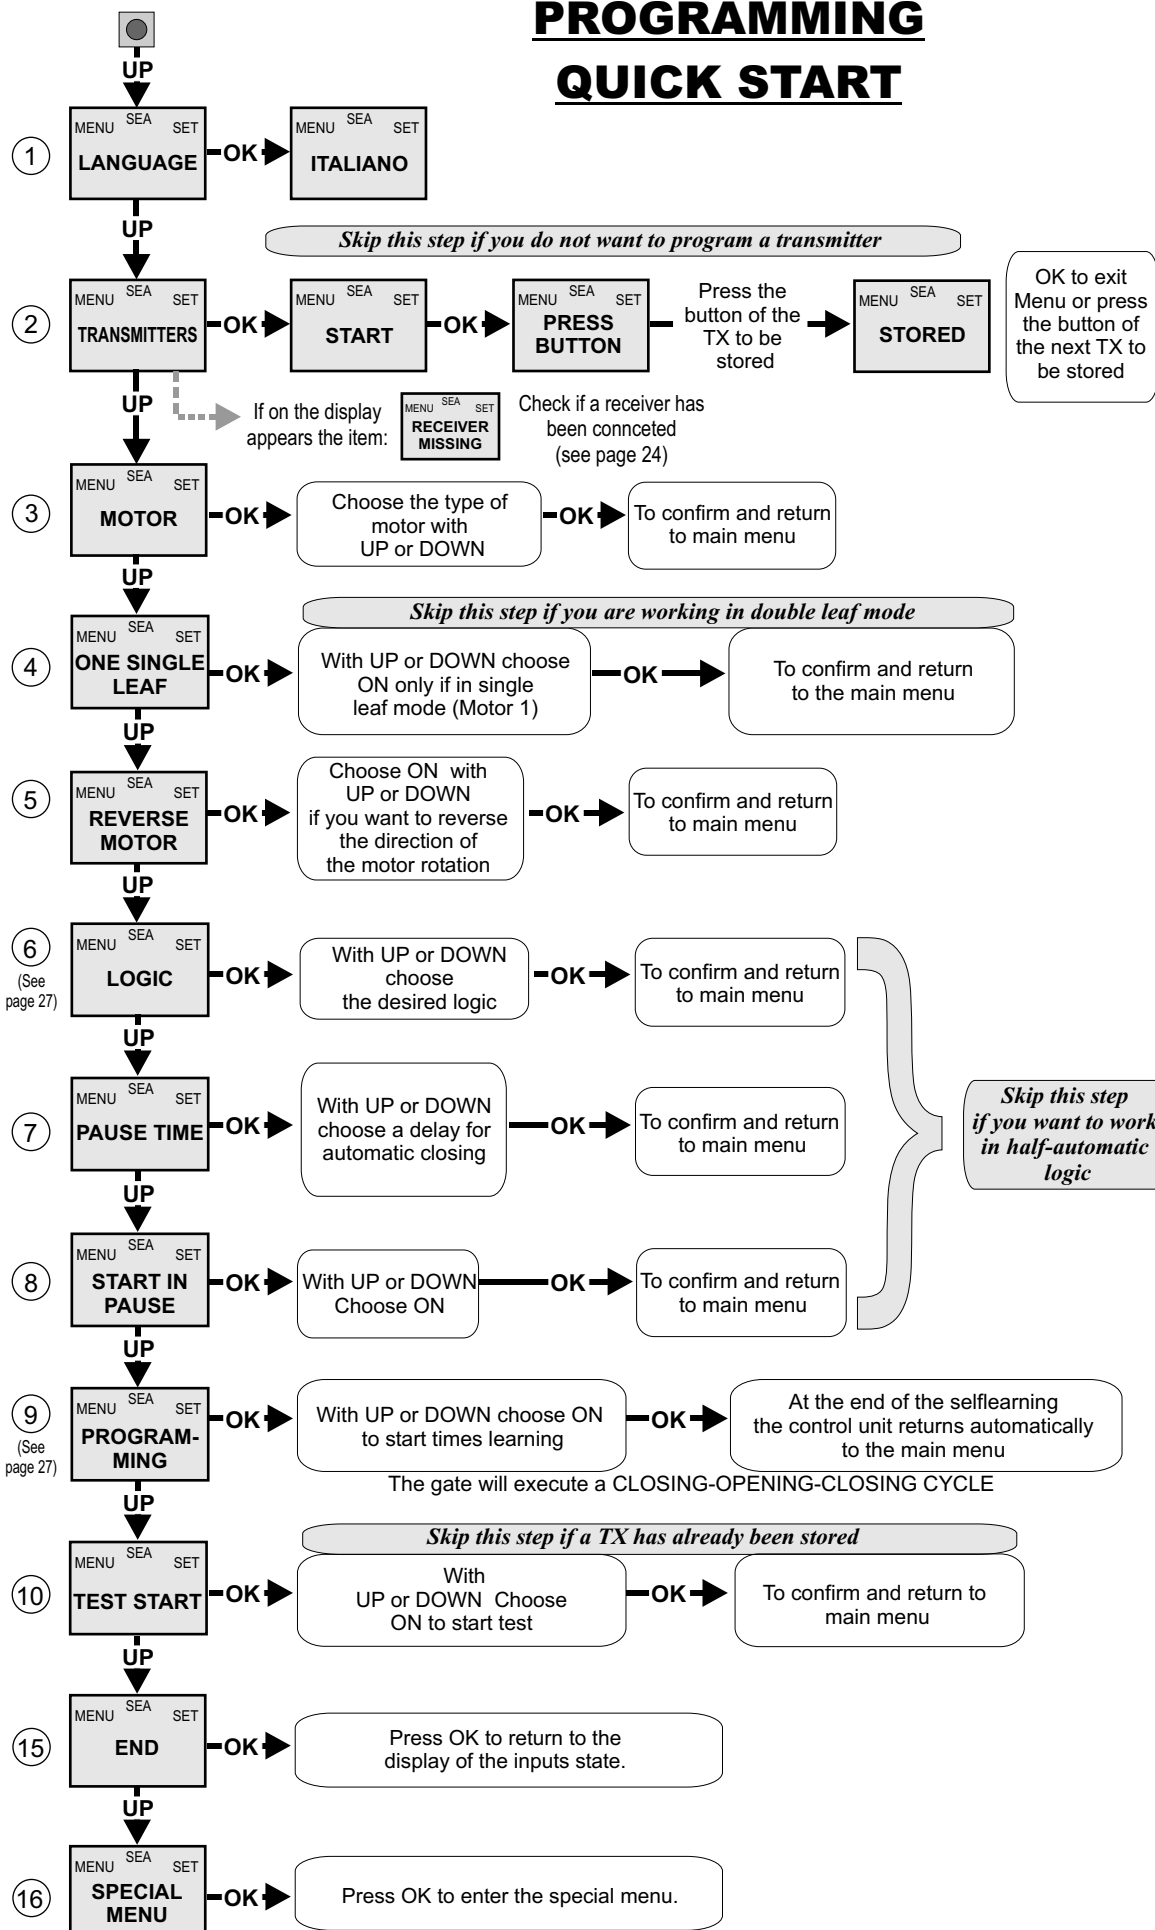 PROGRAMMING
QUICK START
UP
1
MENU SEA SET
LANGUAGE
OK
MENU SEA SET
ITALIANO
UP
Skip this step if you do not want to program a transmitter
2
MENU SEA SET
TRANSMITTERS
OK
MENU SEA SET
START
OK
MENU SEA SET
PRESS
BUTTON
Press the
button of the
TX to be
stored
MENU SEA SET
STORED
OK to exit
Menu or press
the button of
the next TX to
be stored
UP
If on the display
appears the item:
MENU SEA SET
RECEIVER
MISSING
Check if a receiver has
been connceted
(see page 24)
3
MENU SEA SET
MOTOR
OK
Choose the type of
motor with
UP or DOWN
OK
To confirm and return
to main menu
UP
Skip this step if you are working in double leaf mode
4
MENU SEA SET
ONE SINGLE
LEAF
OK
With UP or DOWN choose
ON only if in single
leaf mode (Motor 1)
OK
To confirm and return
to the main menu
UP
5
MENU SEA SET
REVERSE
MOTOR
OK
Choose ON with
UP or DOWN
if you want to reverse
the direction of
the motor rotation
OK
To confirm and return
to main menu
UP
6
(See
page 27)
MENU SEA SET
LOGIC
OK
With UP or DOWN
choose
the desired logic
OK
To confirm and return
to main menu
UP
7
MENU SEA SET
PAUSE TIME
OK
With UP or DOWN
choose a delay for
automatic closing
OK
To confirm and return
to main menu
Skip this step
if you want to work
in half-automatic
logic
UP
8
MENU SEA SET
START IN
PAUSE
OK
With UP or DOWN
Choose ON
OK
To confirm and return
to main menu
UP
9
(See
page 27)
MENU SEA SET
PROGRAM-
MING
OK
With UP or DOWN choose ON
to start times learning
OK
At the end of the selflearning
the control unit returns automatically
to the main menu
The gate will execute a CLOSING-OPENING-CLOSING CYCLE
UP
Skip this step if a TX has already been stored
10
MENU SEA SET
TEST START
OK
With
UP or DOWN Choose
ON to start test
OK
To confirm and return to
main menu
UP
15
MENU SEA SET
END
OK
Press OK to return to the
display of the inputs state.
UP
16
MENU SEA SET
SPECIAL
MENU
OK
Press OK to enter the special menu.